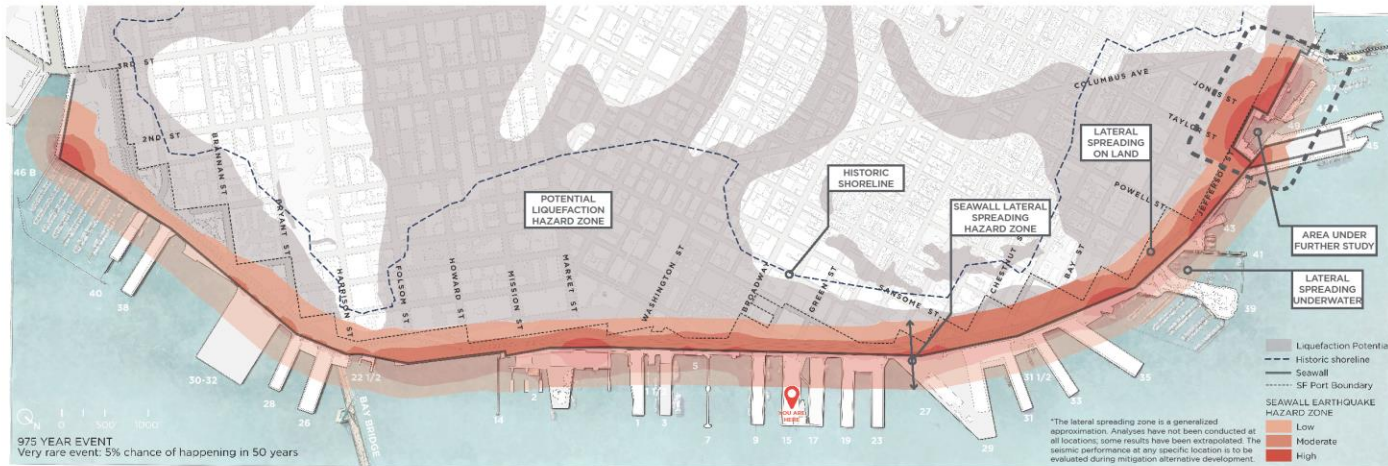 3RD ST
2ND ST
BRANNAN ST
BRYANT ST
HARRISON ST
FOLSOM ST
HOWARD ST
MISSION ST
MARKET ST
WASHINGTON ST
BROADWAY
GREEN ST
SANSOME ST
CHESTNUT ST
BAY ST
POWELL ST
COLUMBUS AVE
JONES ST
TAYLOR ST
JEFFERSON ST
POTENTIAL
LIQUEFACTION
HAZARD ZONE
HISTORIC
SHORELINE
SEAWALL LATERAL
SPREADING
HAZARD ZONE
LATERAL
SPREADING
ON LAND
AREA UNDER
FURTHER STUDY
LATERAL
SPREADING
UNDERWATER
46 B
40
38
30-32
28
26
22 1/2
BAY BRIDGE
14
2
1
3
5
7
9
15
17
19
23
27
29
31
31 1/2
33
35
39
41
43
45
YOU ARE
HERE
N
0 500' 1000'
975 YEAR EVENT
Very rare event: 5% chance of happening in 50 years
*The lateral spreading zone is a generalized
approximation. Analyses have not been conducted at
all locations; some results have been extrapolated. The
seismic performance at any specific location is to be
evaluated during mitigation alternative development.
Liquefaction Potential
Historic shoreline
Seawall
SF Port Boundary
SEAWALL EARTHQUAKE
HAZARD ZONE
Low
Moderate
High